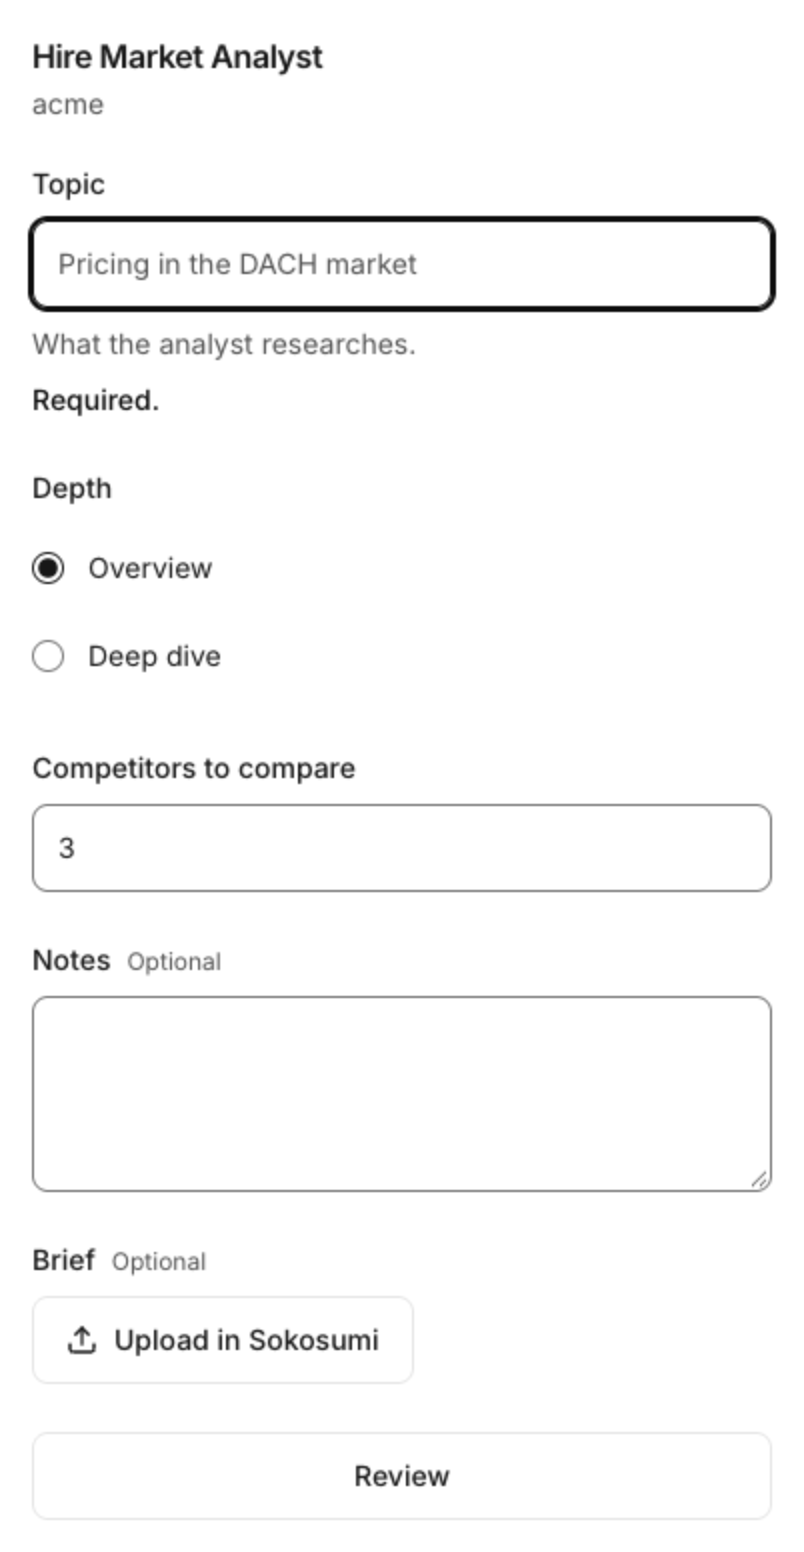 Hire Market Analyst
acme
Topic
Pricing in the DACH market
What the analyst researches.
Required.
Depth
Overview
Deep dive
Competitors to compare
3
Notes Optional
Brief Optional
Upload in Sokosumi
Review